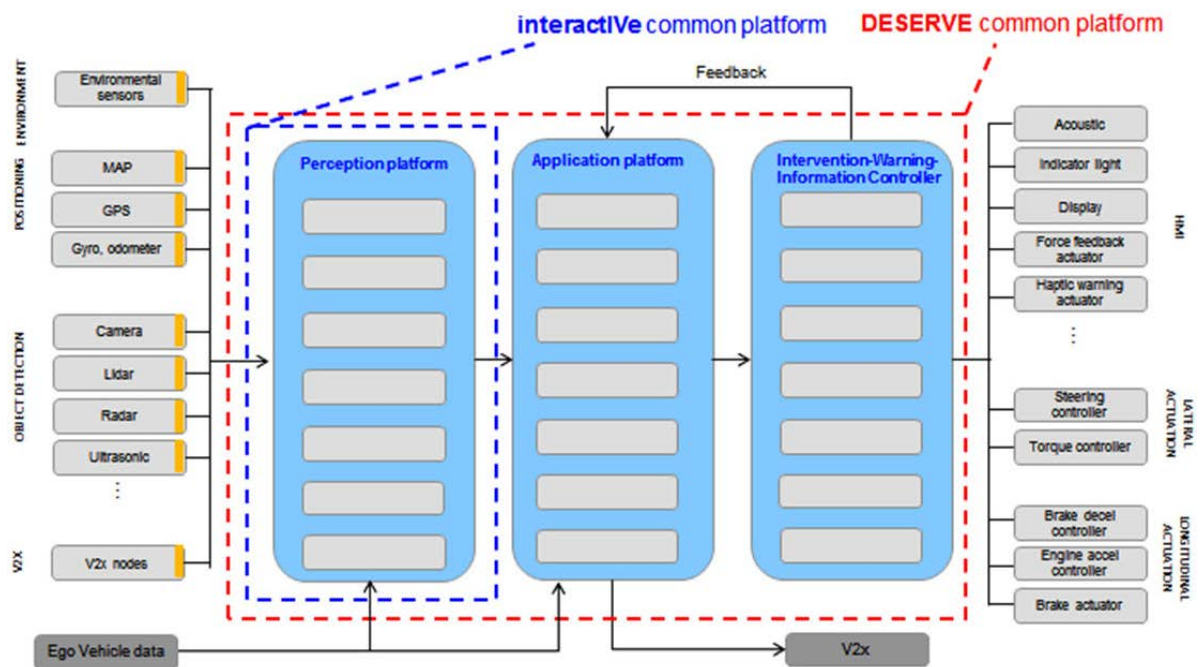 interactIVe common platform
DESERVE common platform
Feedback
ENVIRONMENT
Environmental
sensors
POSITIONING
MAP
GPS
Gyro, odometer
OBJECT DETECTION
Camera
Lidar
Radar
Ultrasonic
⋮
V2X
V2x nodes
Ego Vehicle data
Perception platform
Application platform
Intervention-Warning-
Information Controller
V2x
Acoustic
Indicator light
Display
Force feedback
actuator
Haptic warning
actuator
⋮
HMI
Steering
controller
Torque controller
LATERAL
ACTUATION
Brake decel
controller
Engine accel
controller
Brake actuator
LONGITUDINAL
ACTUATION